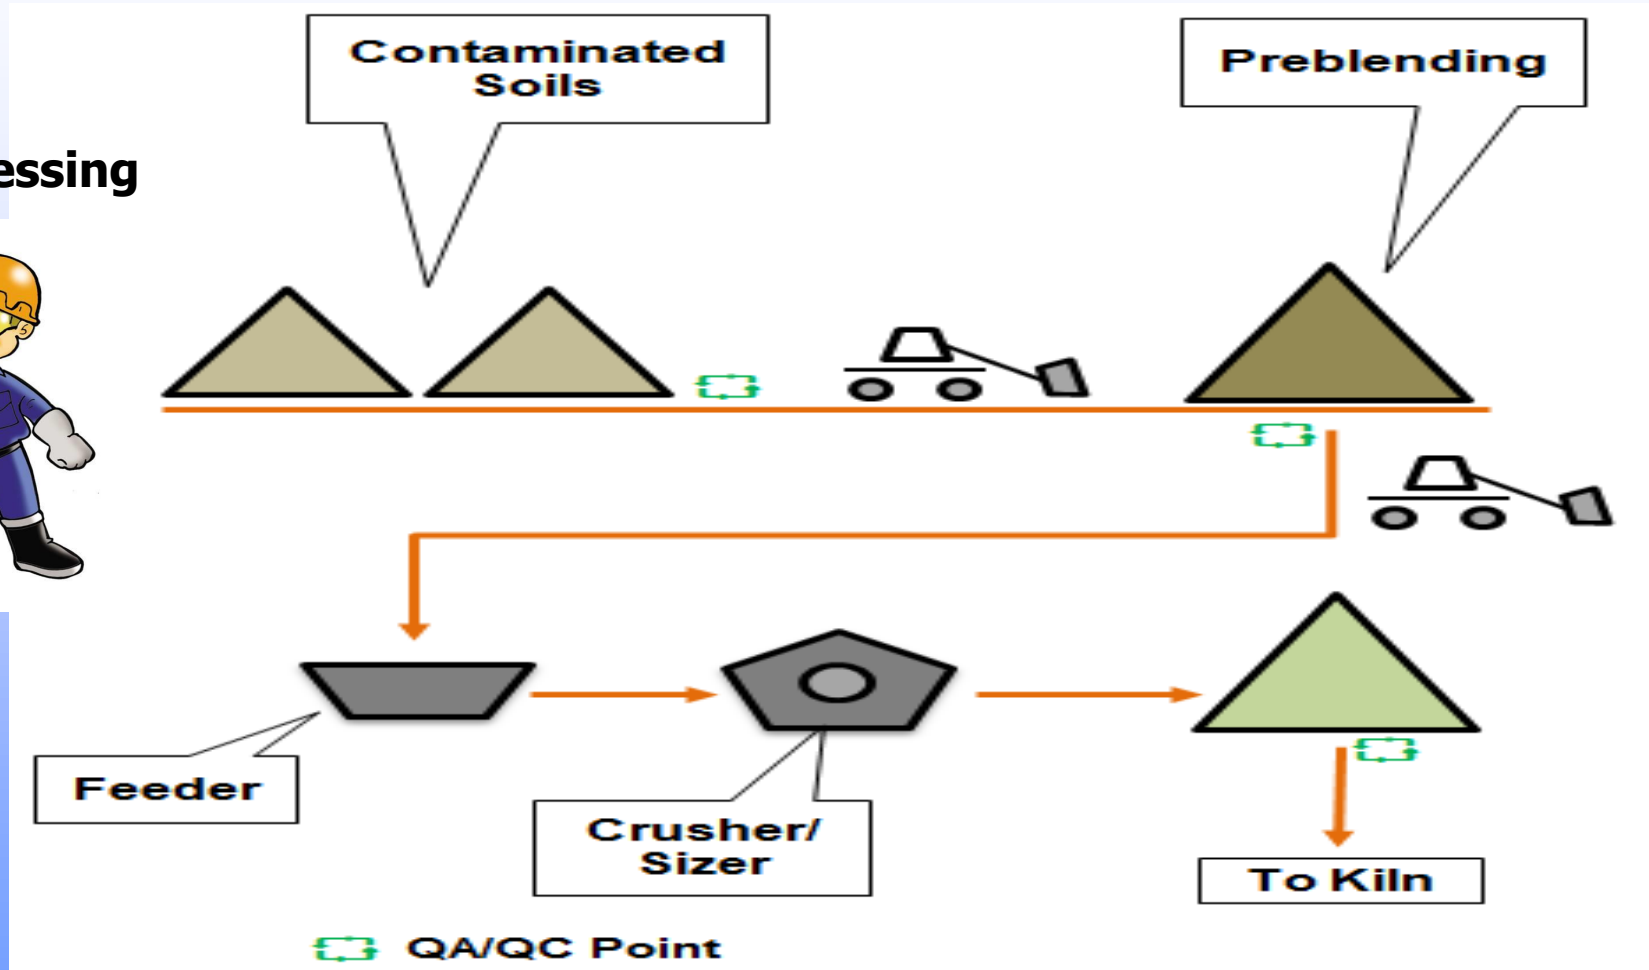 Contaminated
Soils
Preblending
essing
Feeder
Crusher/
Sizer
To Kiln
QA/QC Point